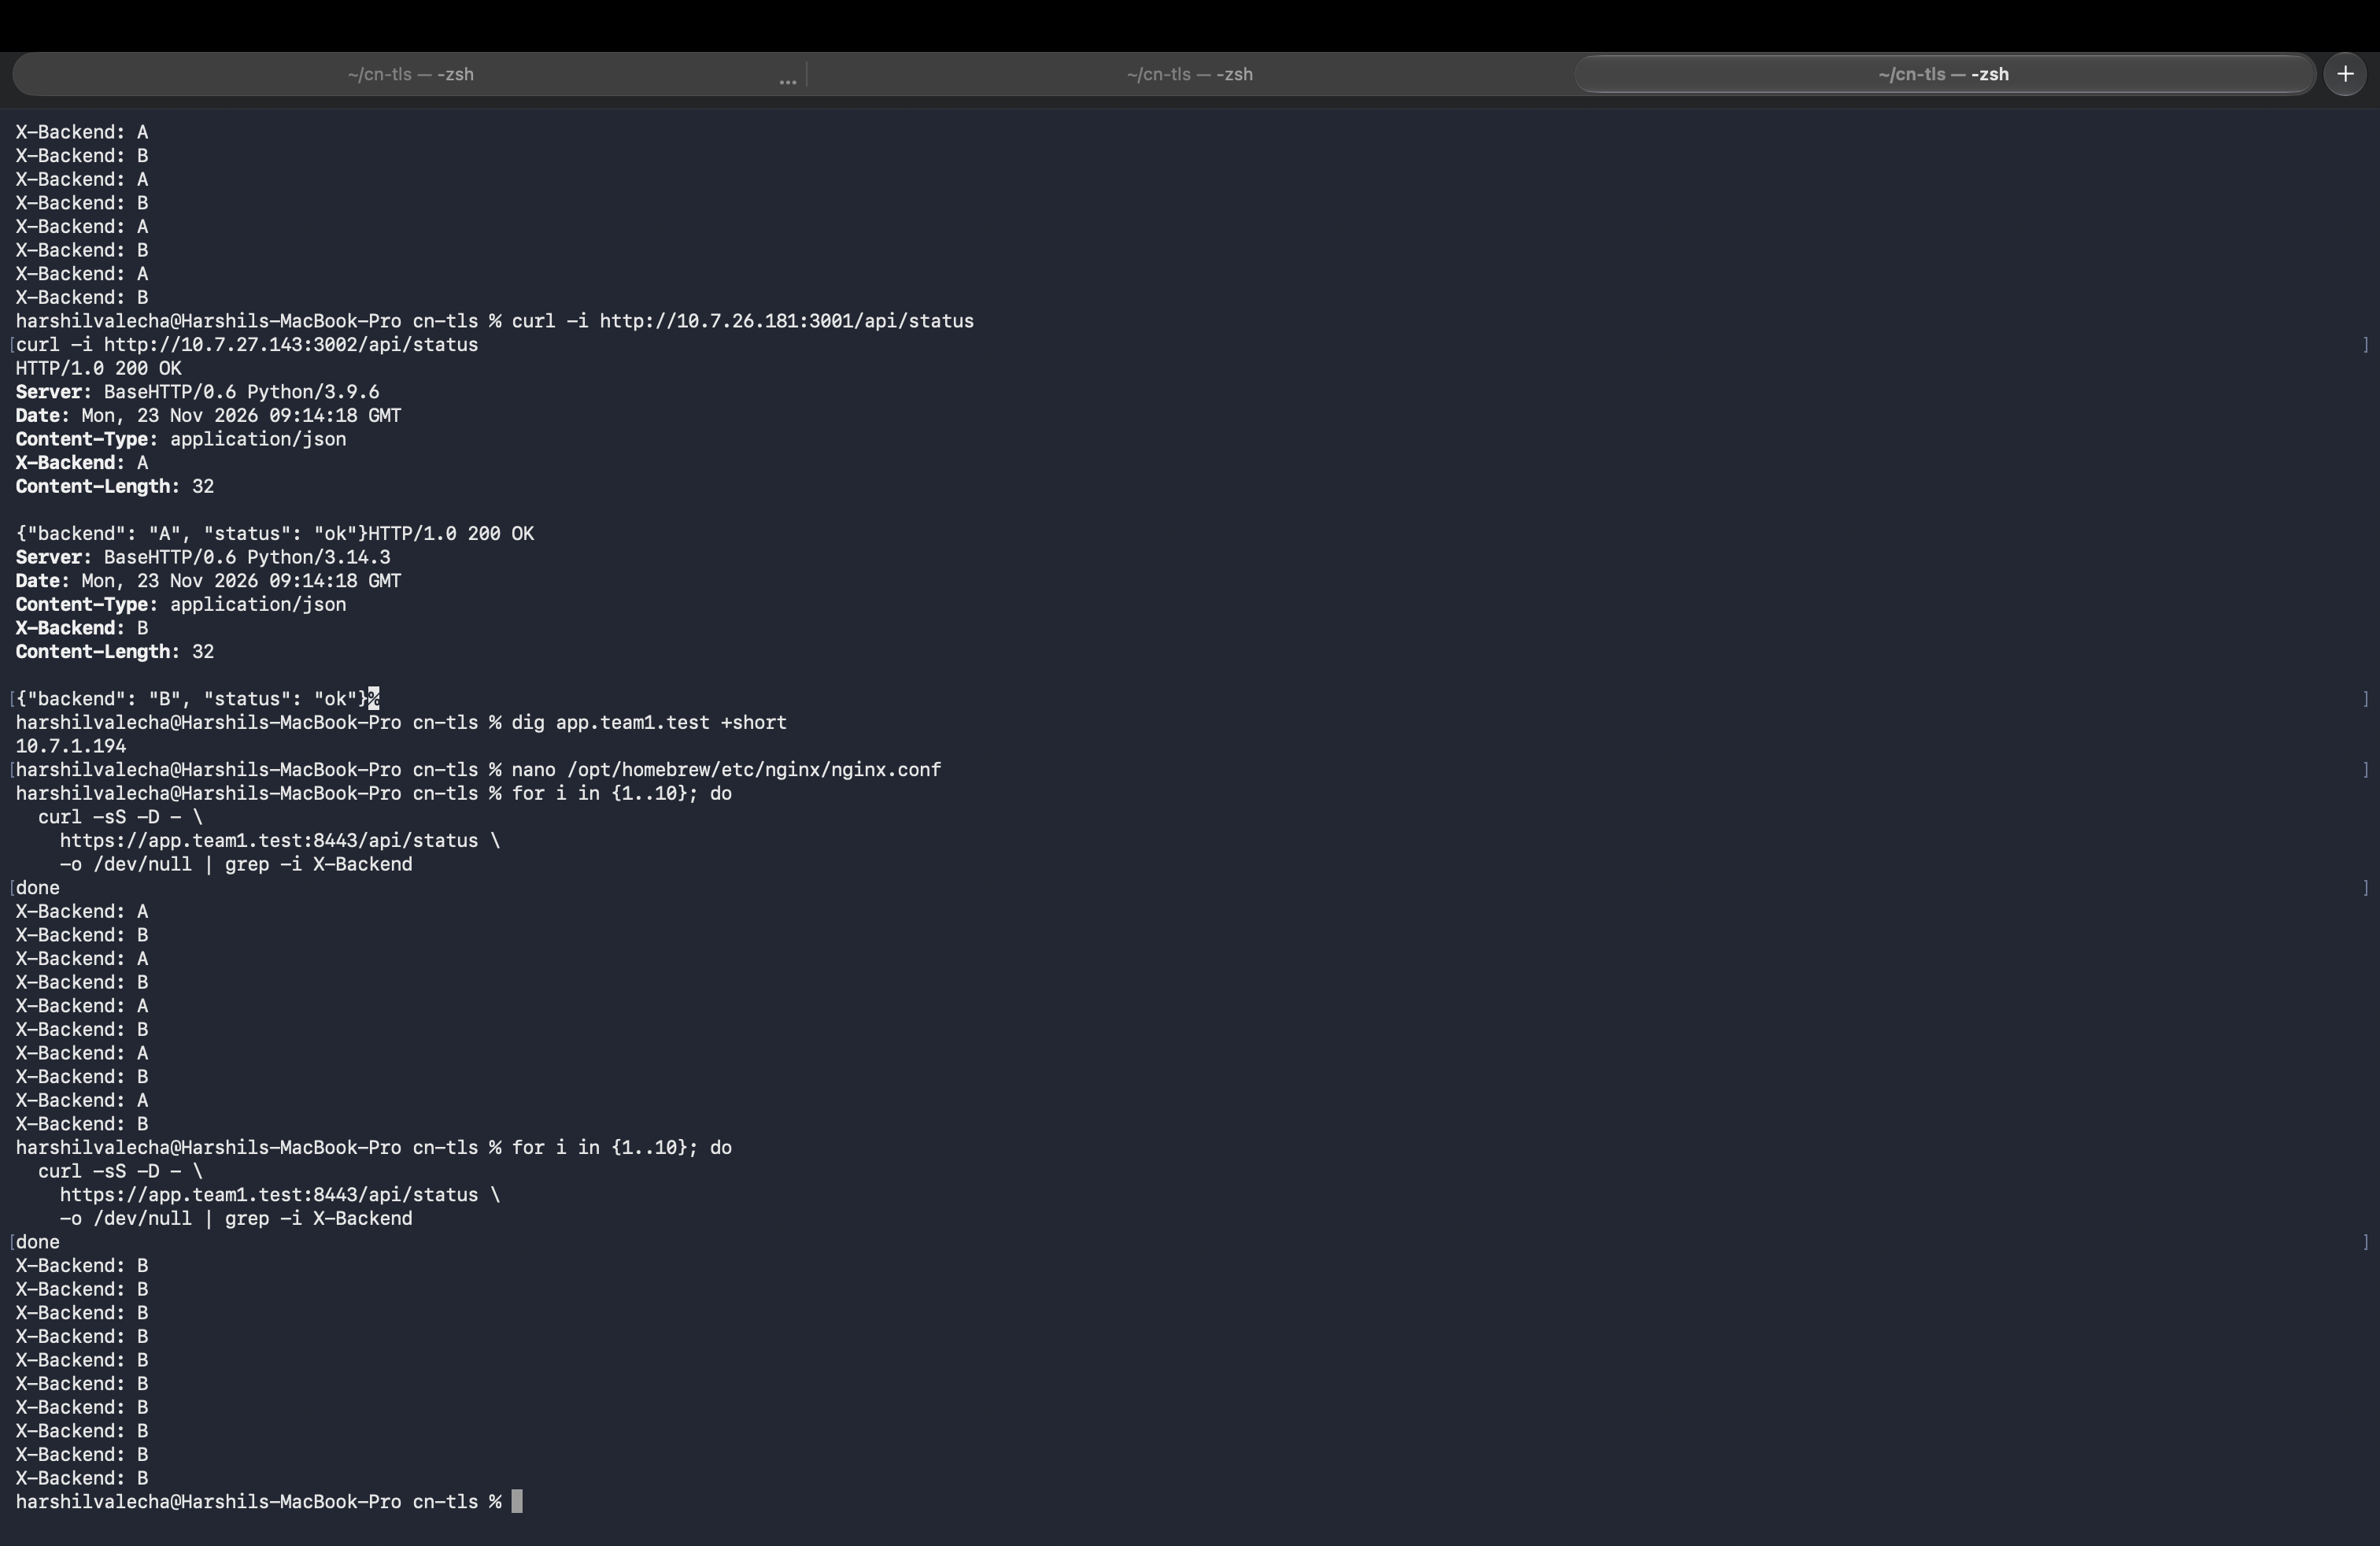 ~/cn-tls — -zsh ... ~/cn-tls — -zsh ~/cn-tls — -zsh +
X-Backend: A
X-Backend: B
X-Backend: A
X-Backend: B
X-Backend: A
X-Backend: B
X-Backend: A
X-Backend: B
harshilvalecha@Harshils-MacBook-Pro cn-tls % curl -i http://10.7.26.181:3001/api/status
[curl -i http://10.7.27.143:3002/api/status ]
HTTP/1.0 200 OK
Server: BaseHTTP/0.6 Python/3.9.6
Date: Mon, 23 Nov 2026 09:14:18 GMT
Content-Type: application/json
X-Backend: A
Content-Length: 32

{"backend": "A", "status": "ok"}HTTP/1.0 200 OK
Server: BaseHTTP/0.6 Python/3.14.3
Date: Mon, 23 Nov 2026 09:14:18 GMT
Content-Type: application/json
X-Backend: B
Content-Length: 32

[{"backend": "B", "status": "ok"}% ]
harshilvalecha@Harshils-MacBook-Pro cn-tls % dig app.team1.test +short
10.7.1.194
[harshilvalecha@Harshils-MacBook-Pro cn-tls % nano /opt/homebrew/etc/nginx/nginx.conf ]
harshilvalecha@Harshils-MacBook-Pro cn-tls % for i in {1..10}; do
  curl -sS -D - \
    https://app.team1.test:8443/api/status \
    -o /dev/null | grep -i X-Backend
[done ]
X-Backend: A
X-Backend: B
X-Backend: A
X-Backend: B
X-Backend: A
X-Backend: B
X-Backend: A
X-Backend: B
X-Backend: A
X-Backend: B
harshilvalecha@Harshils-MacBook-Pro cn-tls % for i in {1..10}; do
  curl -sS -D - \
    https://app.team1.test:8443/api/status \
    -o /dev/null | grep -i X-Backend
[done ]
X-Backend: B
X-Backend: B
X-Backend: B
X-Backend: B
X-Backend: B
X-Backend: B
X-Backend: B
X-Backend: B
X-Backend: B
X-Backend: B
harshilvalecha@Harshils-MacBook-Pro cn-tls %